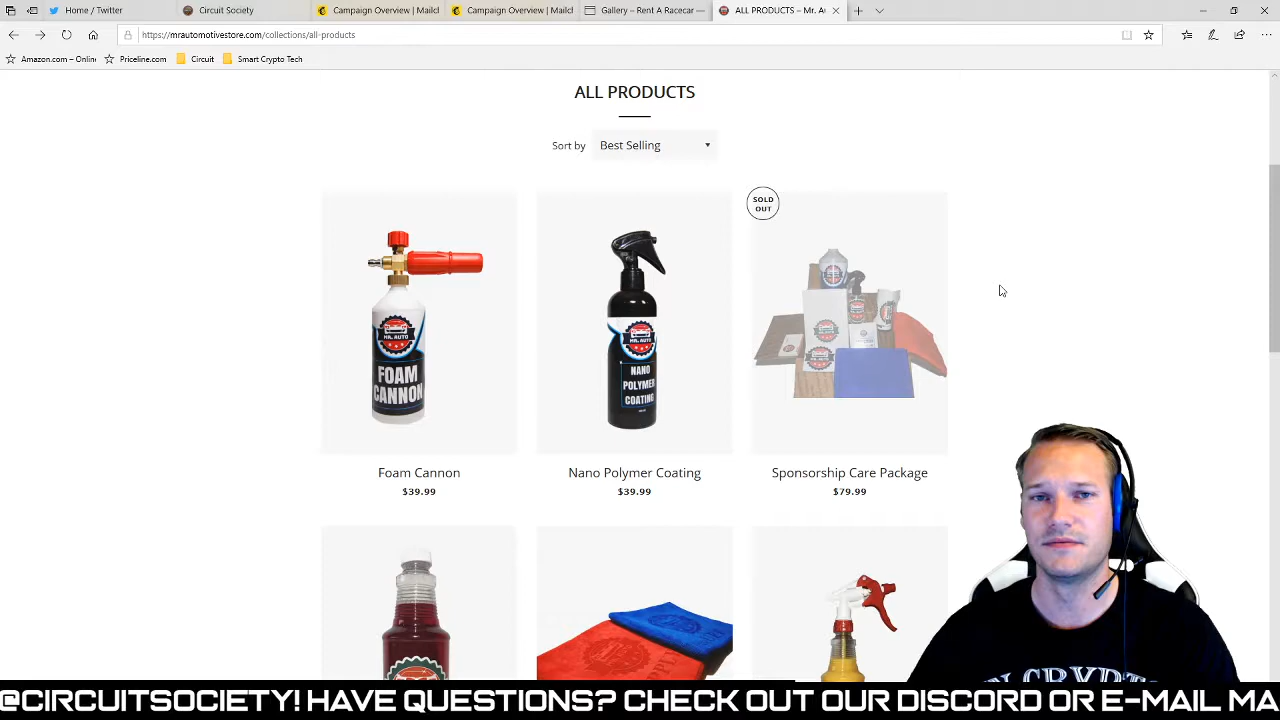 Home / Twitter
Circuit Society
Campaign Overview | Mailcl
Campaign Overview | Mailcl
Gallery – Rent A Racecar —
ALL PRODUCTS – Mr. Au
https://mrautomotivestore.com/collections/all-products
Amazon.com – Onlin
Priceline.com
Circuit
Smart Crypto Tech
ALL PRODUCTS
Sort by
Best Selling
SOLD
OUT
MR. AUTO
FOAM
CANNON
MR. AUTO
NANO
POLYMER
COATING
Foam Cannon
$39.99
Nano Polymer Coating
$39.99
Sponsorship Care Package
$79.99
@CIRCUITSOCIETY! HAVE QUESTIONS? CHECK OUT OUR DISCORD OR E-MAIL MA